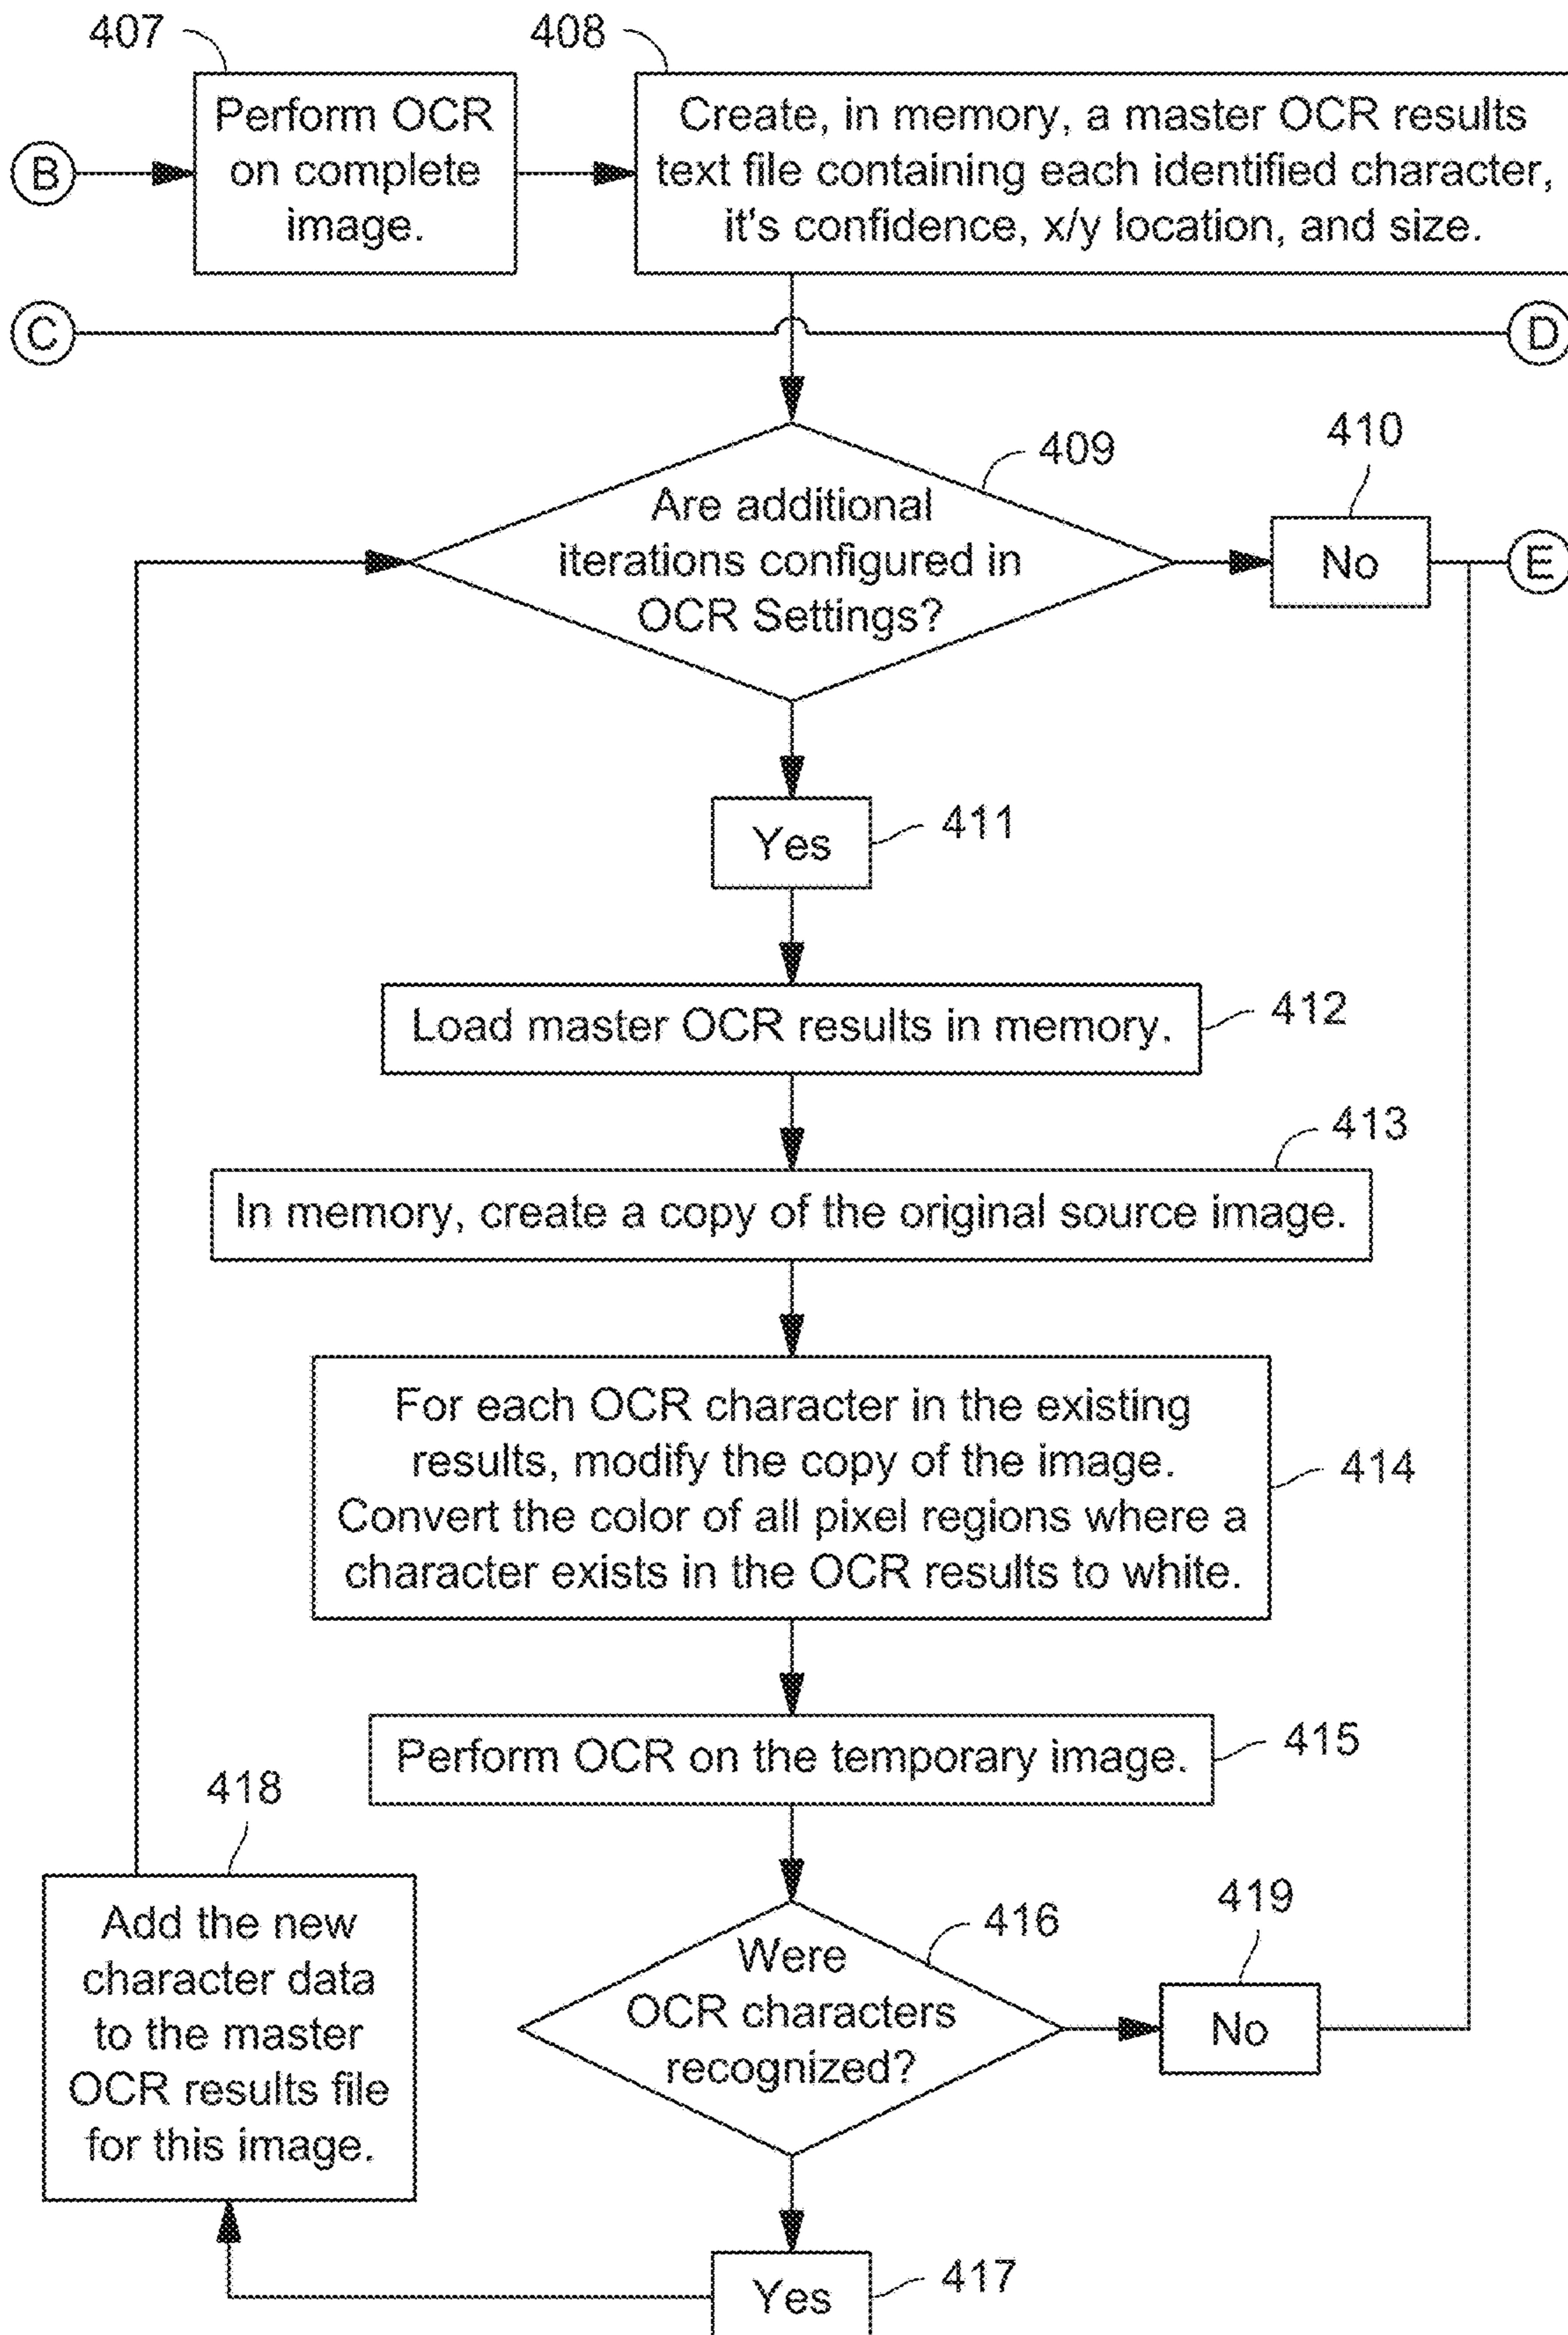 407
408
B
Perform OCR
on complete
image.
Create, in memory, a master OCR results
text file containing each identified character,
it's confidence, x/y location, and size.
C
D
409
410
Are additional
iterations configured in
OCR Settings?
No
E
Yes
411
Load master OCR results in memory.
412
413
In memory, create a copy of the original source image.
For each OCR character in the existing
results, modify the copy of the image.
Convert the color of all pixel regions where a
character exists in the OCR results to white.
414
Perform OCR on the temporary image.
415
416
Were
OCR characters
recognized?
419
No
Yes
417
418
Add the new
character data
to the master
OCR results file
for this image.